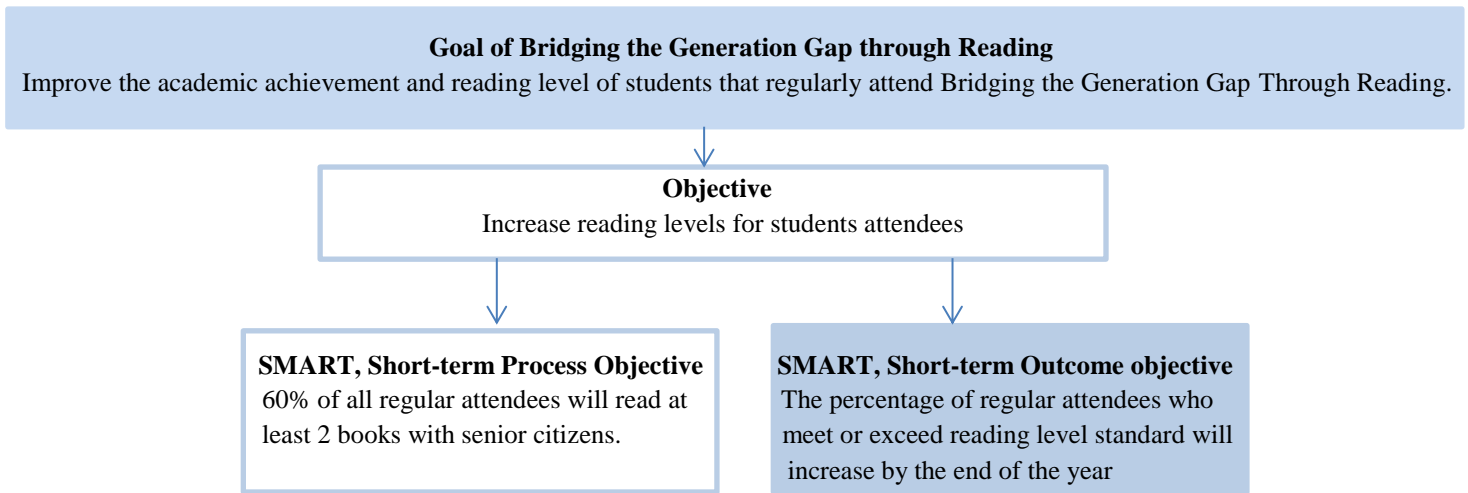 Goal of Bridging the Generation Gap through Reading
Improve the academic achievement and reading level of students that regularly attend Bridging the Generation Gap Through Reading.
Objective
Increase reading levels for students attendees
SMART, Short-term Process Objective
60% of all regular attendees will read at
least 2 books with senior citizens.
SMART, Short-term Outcome objective
The percentage of regular attendees who
meet or exceed reading level standard will
increase by the end of the year